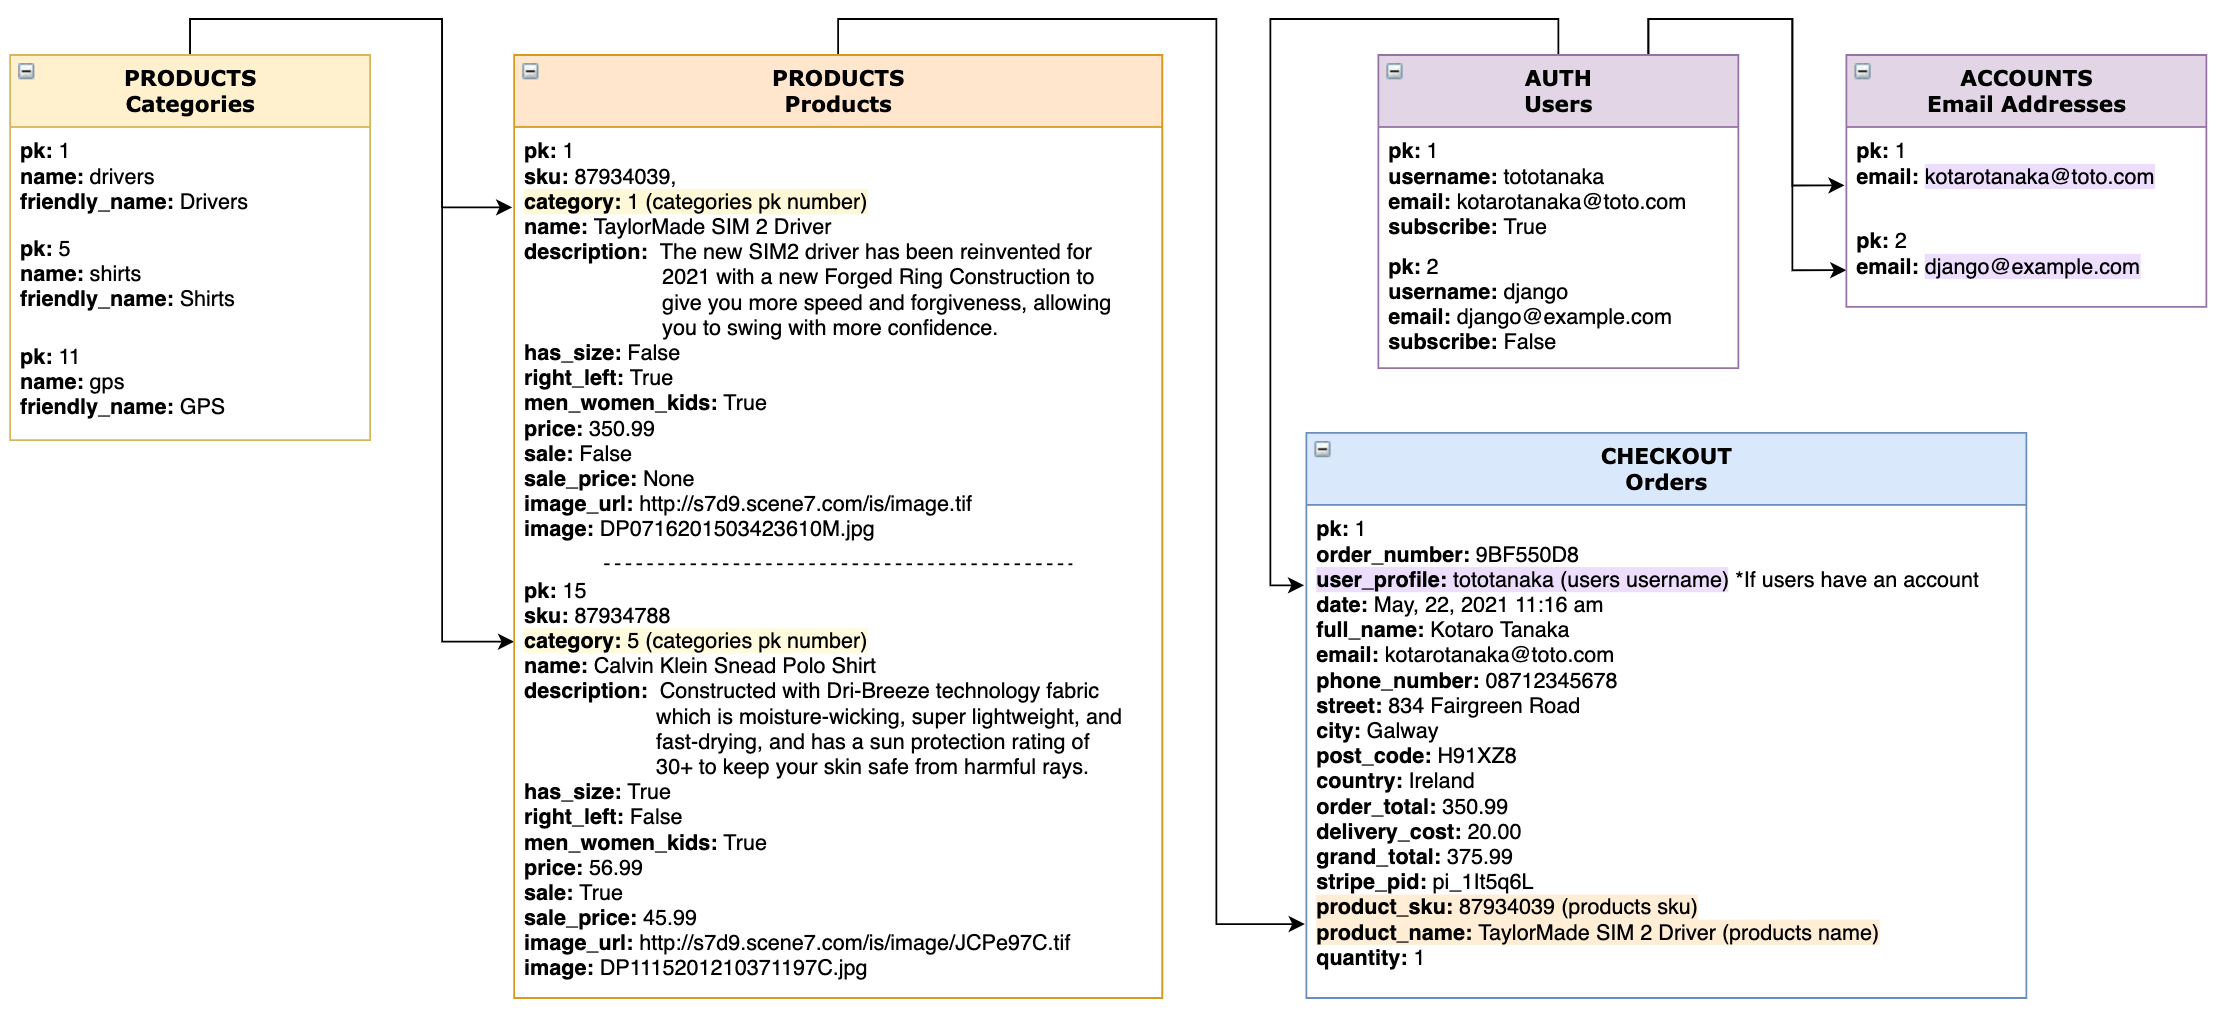 PRODUCTS
Categories
pk: 1
name: drivers
friendly_name: Drivers
pk: 5
name: shirts
friendly_name: Shirts
pk: 11
name: gps
friendly_name: GPS
PRODUCTS
Products
pk: 1
sku: 87934039,
category: 1 (categories pk number)
name: TaylorMade SIM 2 Driver
description: The new SIM2 driver has been reinvented for
2021 with a new Forged Ring Construction to
give you more speed and forgiveness, allowing
you to swing with more confidence.
has_size: False
right_left: True
men_women_kids: True
price: 350.99
sale: False
sale_price: None
image_url: http://s7d9.scene7.com/is/image.tif
image: DP0716201503423610M.jpg
pk: 15
sku: 87934788
category: 5 (categories pk number)
name: Calvin Klein Snead Polo Shirt
description: Constructed with Dri-Breeze technology fabric
which is moisture-wicking, super lightweight, and
fast-drying, and has a sun protection rating of
30+ to keep your skin safe from harmful rays.
has_size: True
right_left: False
men_women_kids: True
price: 56.99
sale: True
sale_price: 45.99
image_url: http://s7d9.scene7.com/is/image/JCPe97C.tif
image: DP1115201210371197C.jpg
AUTH
Users
pk: 1
username: tototanaka
email: kotarotanaka@toto.com
subscribe: True
pk: 2
username: django
email: django@example.com
subscribe: False
ACCOUNTS
Email Addresses
pk: 1
email: kotarotanaka@toto.com
pk: 2
email: django@example.com
CHECKOUT
Orders
pk: 1
order_number: 9BF550D8
user_profile: tototanaka (users username) *If users have an account
date: May, 22, 2021 11:16 am
full_name: Kotaro Tanaka
email: kotarotanaka@toto.com
phone_number: 08712345678
street: 834 Fairgreen Road
city: Galway
post_code: H91XZ8
country: Ireland
order_total: 350.99
delivery_cost: 20.00
grand_total: 375.99
stripe_pid: pi_1It5q6L
product_sku: 87934039 (products sku)
product_name: TaylorMade SIM 2 Driver (products name)
quantity: 1